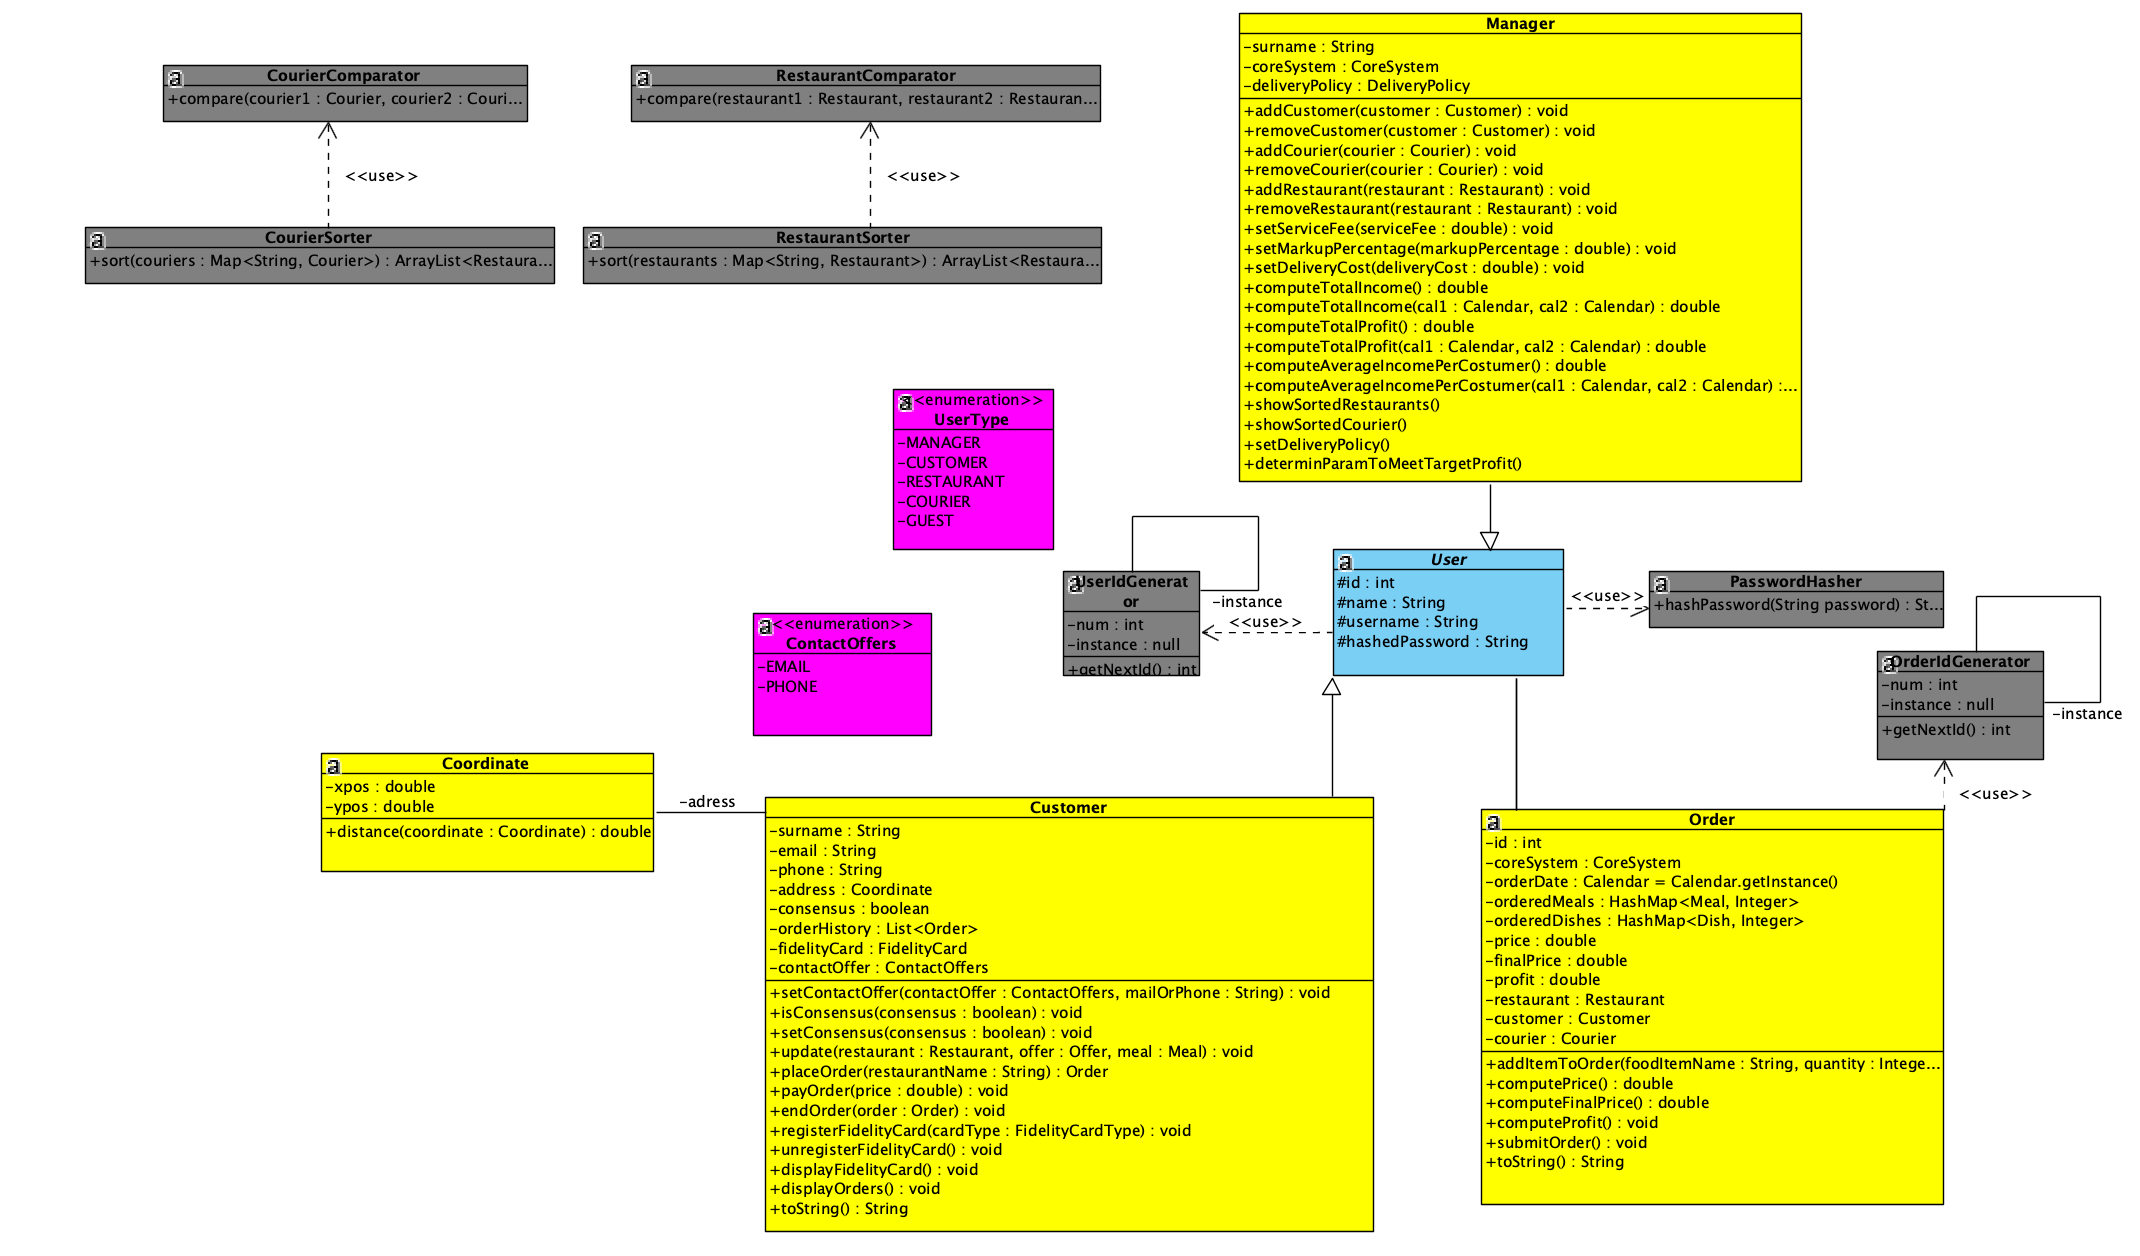 Manager
-surname : String
-coreSystem : CoreSystem
-deliveryPolicy : DeliveryPolicy
+addCustomer(customer : Customer) : void
+removeCustomer(customer : Customer) : void
+addCourier(courier : Courier) : void
+removeCourier(courier : Courier) : void
+addRestaurant(restaurant : Restaurant) : void
+removeRestaurant(restaurant : Restaurant) : void
+setServiceFee(serviceFee : double) : void
+setMarkupPercentage(markupPercentage : double) : void
+setDeliveryCost(deliveryCost : double) : void
+computeTotalIncome() : double
+computeTotalIncome(cal1 : Calendar, cal2 : Calendar) : double
+computeTotalProfit() : double
+computeTotalProfit(cal1 : Calendar, cal2 : Calendar) : double
+computeAverageIncomePerCostumer() : double
+computeAverageIncomePerCostumer(cal1 : Calendar, cal2 : Calendar) :...
+showSortedRestaurants()
+showSortedCourier()
+setDeliveryPolicy()
+determinParamToMeetTargetProfit()
a
CourierComparator
+compare(courier1 : Courier, courier2 : Couri...
<<use>>
a
CourierSorter
+sort(couriers : Map<String, Courier>) : ArrayList<Restaura...
a
RestaurantComparator
+compare(restaurant1 : Restaurant, restaurant2 : Restauran...
<<use>>
a
RestaurantSorter
+sort(restaurants : Map<String, Restaurant>) : ArrayList<Restaura...
a
<<enumeration>>
UserType
-MANAGER
-CUSTOMER
-RESTAURANT
-COURIER
-GUEST
a
<<enumeration>>
ContactOffers
-EMAIL
-PHONE
a
UserIdGenerat
or
-num : int
-instance : null
+getNextId() : int
-instance
<<use>>
a
User
#id : int
#name : String
#username : String
#hashedPassword : String
<<use>>
a
PasswordHasher
+hashPassword(String password) : St...
a
OrderIdGenerator
-num : int
-instance : null
+getNextId() : int
-instance
<<use>>
a
Coordinate
-xpos : double
-ypos : double
+distance(coordinate : Coordinate) : double
-adress
Customer
-surname : String
-email : String
-phone : String
-address : Coordinate
-consensus : boolean
-orderHistory : List<Order>
-fidelityCard : FidelityCard
-contactOffer : ContactOffers
+setContactOffer(contactOffer : ContactOffers, mailOrPhone : String) : void
+isConsensus(consensus : boolean) : void
+setConsensus(consensus : boolean) : void
+update(restaurant : Restaurant, offer : Offer, meal : Meal) : void
+placeOrder(restaurantName : String) : Order
+payOrder(price : double) : void
+endOrder(order : Order) : void
+registerFidelityCard(cardType : FidelityCardType) : void
+unregisterFidelityCard() : void
+displayFidelityCard() : void
+displayOrders() : void
+toString() : String
a
Order
-id : int
-coreSystem : CoreSystem
-orderDate : Calendar = Calendar.getInstance()
-orderedMeals : HashMap<Meal, Integer>
-orderedDishes : HashMap<Dish, Integer>
-price : double
-finalPrice : double
-profit : double
-restaurant : Restaurant
-customer : Customer
-courier : Courier
+addItemToOrder(foodItemName : String, quantity : Intege...
+computePrice() : double
+computeFinalPrice() : double
+computeProfit() : void
+submitOrder() : void
+toString() : String